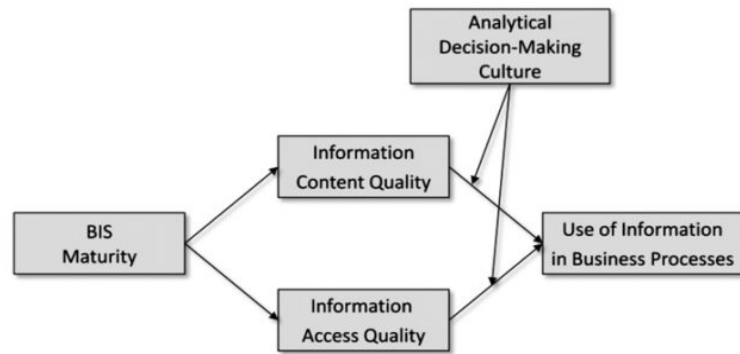 Analytical
Decision-Making
Culture
Information
Content Quality
BIS
Maturity
Use of Information
in Business Processes
Information
Access Quality